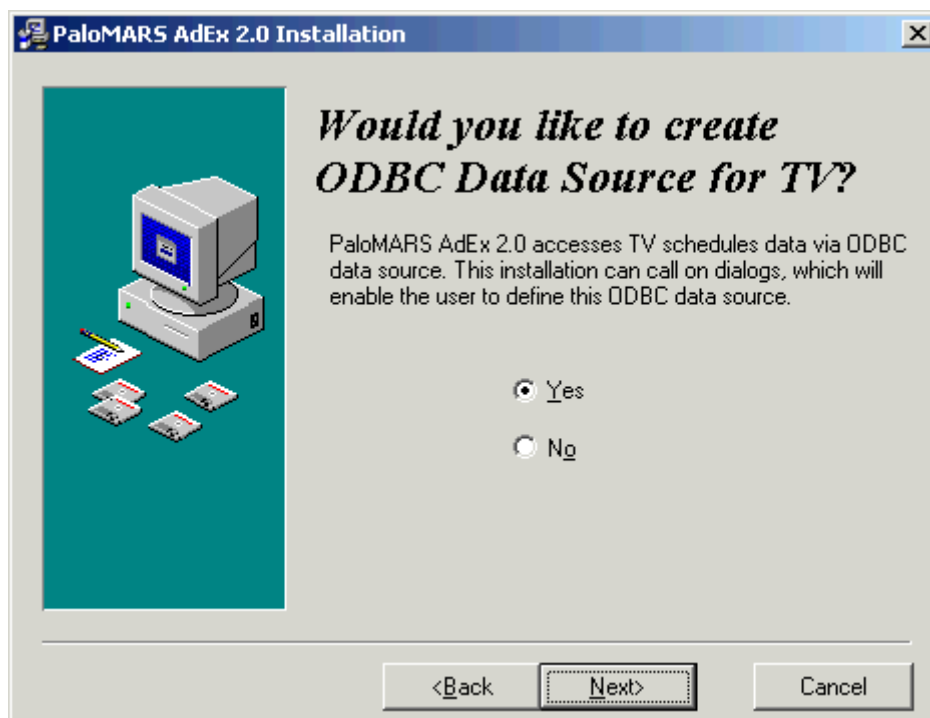 PaloMARS AdEx 2.0 Installation
Would you like to create
ODBC Data Source for TV?
PaloMARS AdEx 2.0 accesses TV schedules data via ODBC
data source. This installation can call on dialogs, which will
enable the user to define this ODBC data source.
Yes
No
<Back
Next>
Cancel